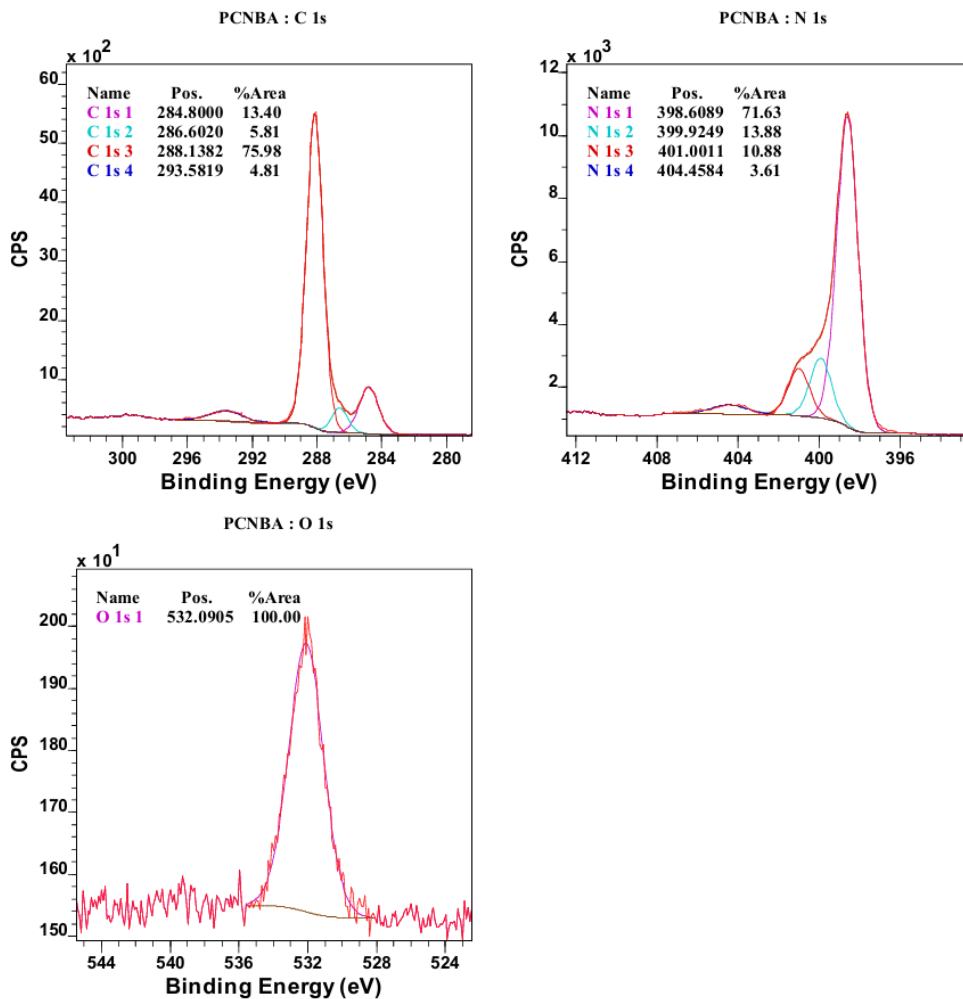 PCNBA : C 1s
x 10^2
Name Pos. %Area
C 1s 1 284.8000 13.40
C 1s 2 286.6020 5.81
C 1s 3 288.1382 75.98
C 1s 4 293.5819 4.81
60
50
40
30
20
10
CPS
300 296 292 288 284 280
Binding Energy (eV)
PCNBA : N 1s
x 10^3
Name Pos. %Area
N 1s 1 398.6089 71.63
N 1s 2 399.9249 13.88
N 1s 3 401.0011 10.88
N 1s 4 404.4584 3.61
12
10
8
6
4
2
CPS
412 408 404 400 396
Binding Energy (eV)
PCNBA : O 1s
x 10^1
Name Pos. %Area
O 1s 1 532.0905 100.00
200
190
180
170
160
150
CPS
544 540 536 532 528 524
Binding Energy (eV)